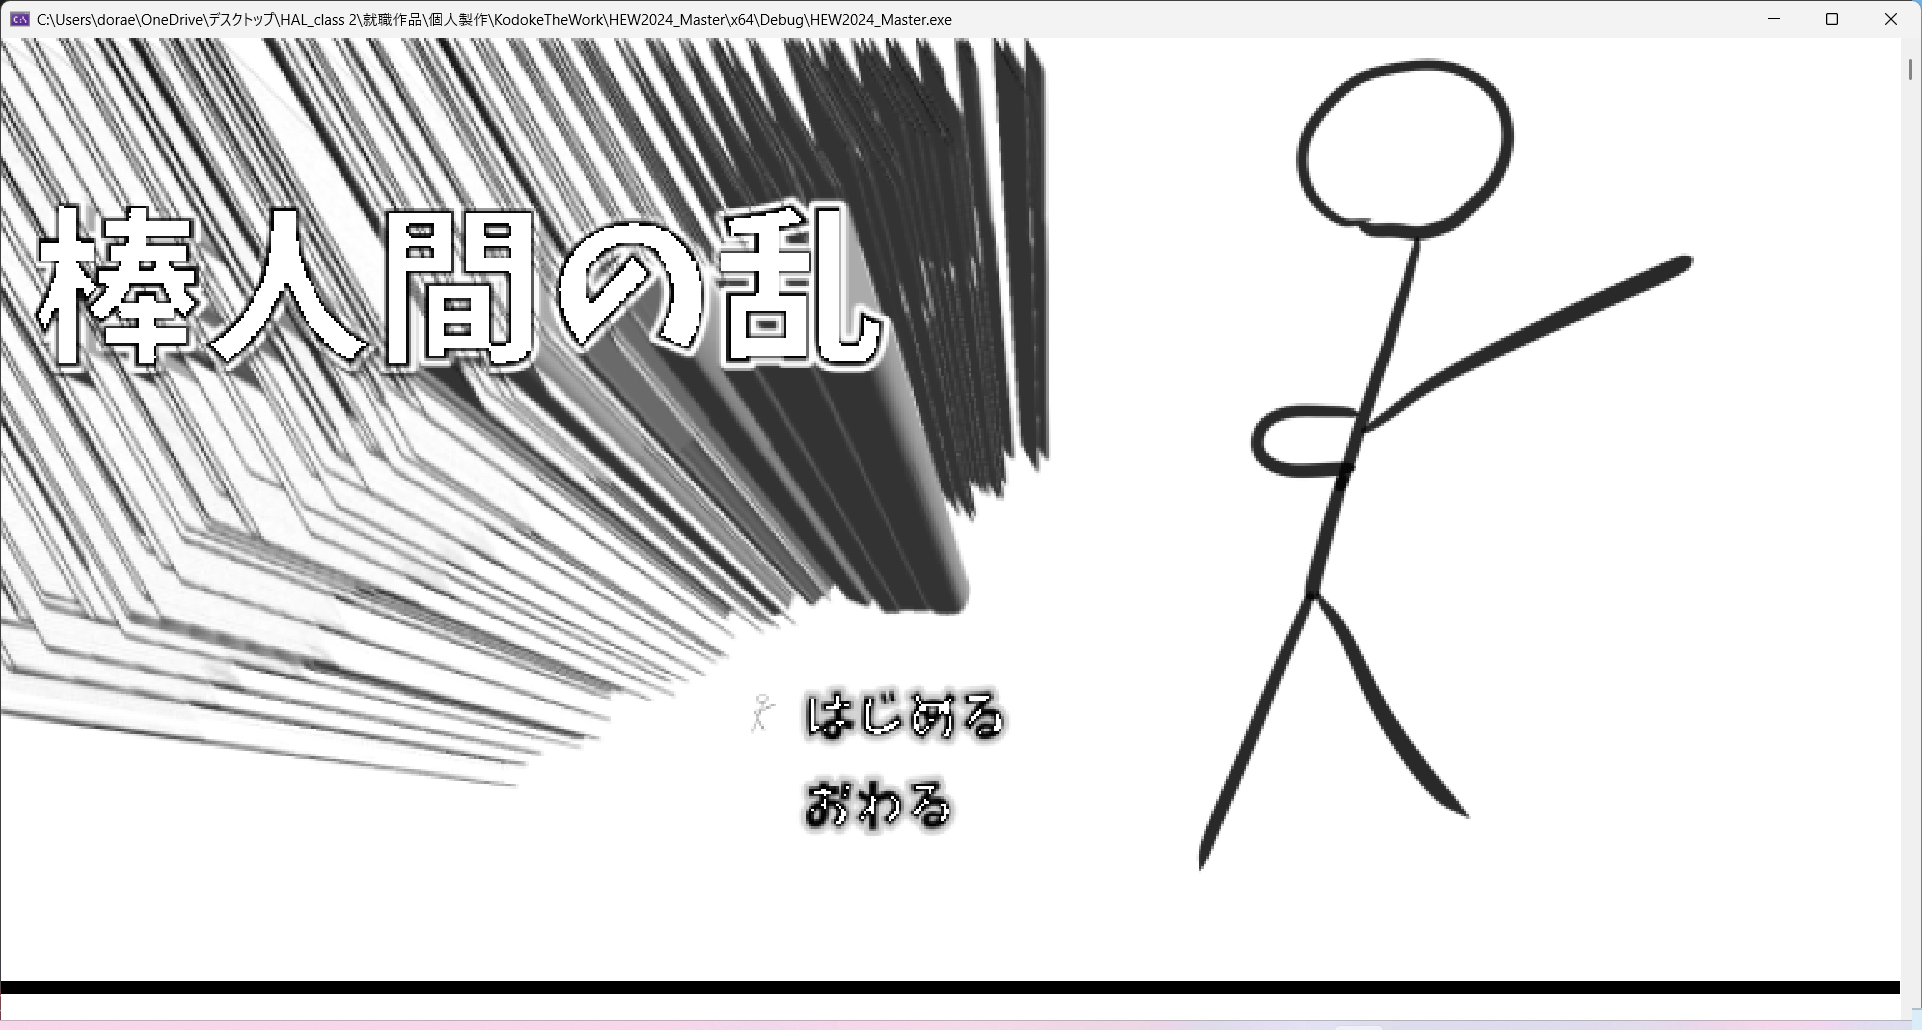 C:\Users\dorae\OneDrive\デスクトップ\HAL_class 2\就職作品\個人製作\KodokeTheWork\HEW2024_Master\x64\Debug\HEW2024_Master.exe
棒人間の乱
はじめる
おわる